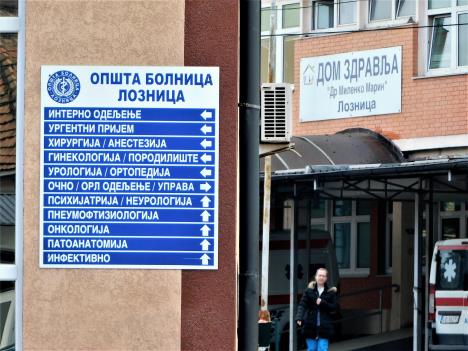 ОПШТА БОЛНИЦА
ЛОЗНИЦА
ИНТЕРНО ОДЕЉЕЊЕ
УРГЕНТНИ ПРИЈЕМ
ХИРУРГИЈА / АНЕСТЕЗИЈА
ГИНЕКОЛОГИЈА / ПОРОДИЛИШТЕ
УРОЛОГИЈА / ОРТОПЕДИЈА
ОЧНО / ОРЛ ОДЕЉЕЊЕ / УПРАВА
ПСИХИЈАТРИЈА / НЕУРОЛОГИЈА
ПНЕУМОФТИЗИОЛОГИЈА
ОНКОЛОГИЈА
ПАТОАНАТОМИЈА
ИНФЕКТИВНО
ДОМ ЗДРАВЉА
"Др Миленко Марин"
Лозница